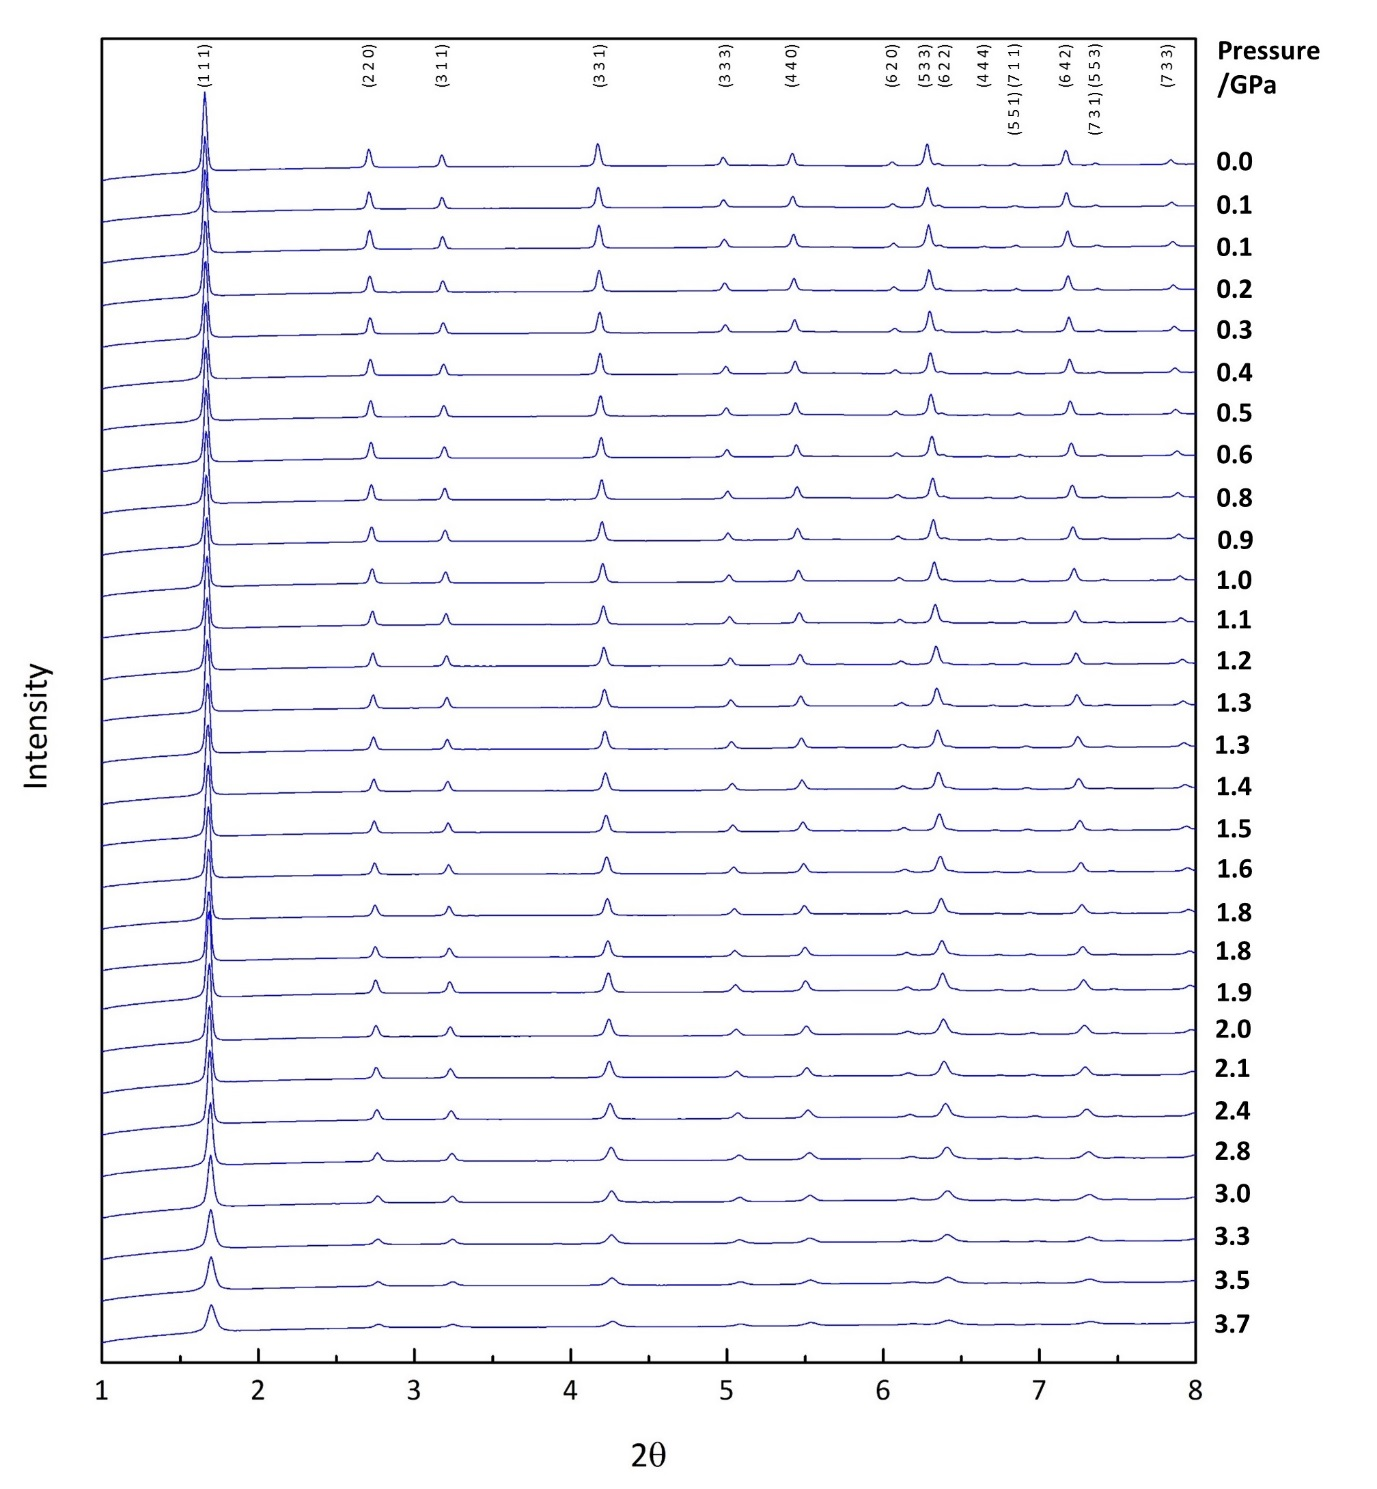 (1 1 1)
(2 2 0)
(3 1 1)
(3 3 1)
(3 3 3)
(4 4 0)
(6 2 0)
(5 3 3)
(6 2 2)
(4 4 4)
(5 5 1) (7 1 1)
(6 4 2)
(7 3 1) (5 5 3)
(7 3 3)
Pressure
/GPa
0.0
0.1
0.1
0.2
0.3
0.4
0.5
0.6
0.8
0.9
1.0
1.1
1.2
1.3
1.3
1.4
1.5
1.6
1.8
1.8
1.9
2.0
2.1
2.4
2.8
3.0
3.3
3.5
3.7
Intensity
1 2 3 4 5 6 7 8
2θ